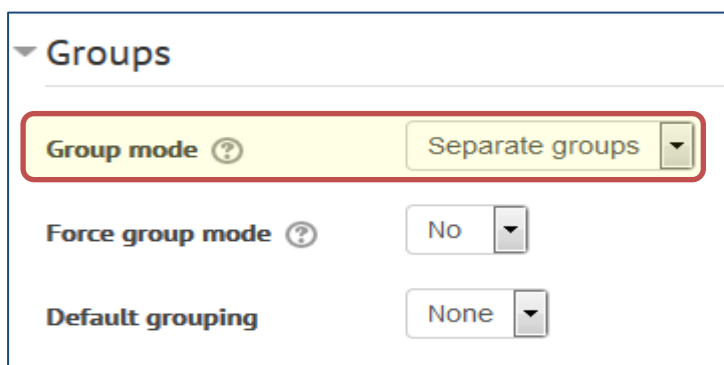 Groups
Group mode ? Separate groups
Force group mode ? No
Default grouping None